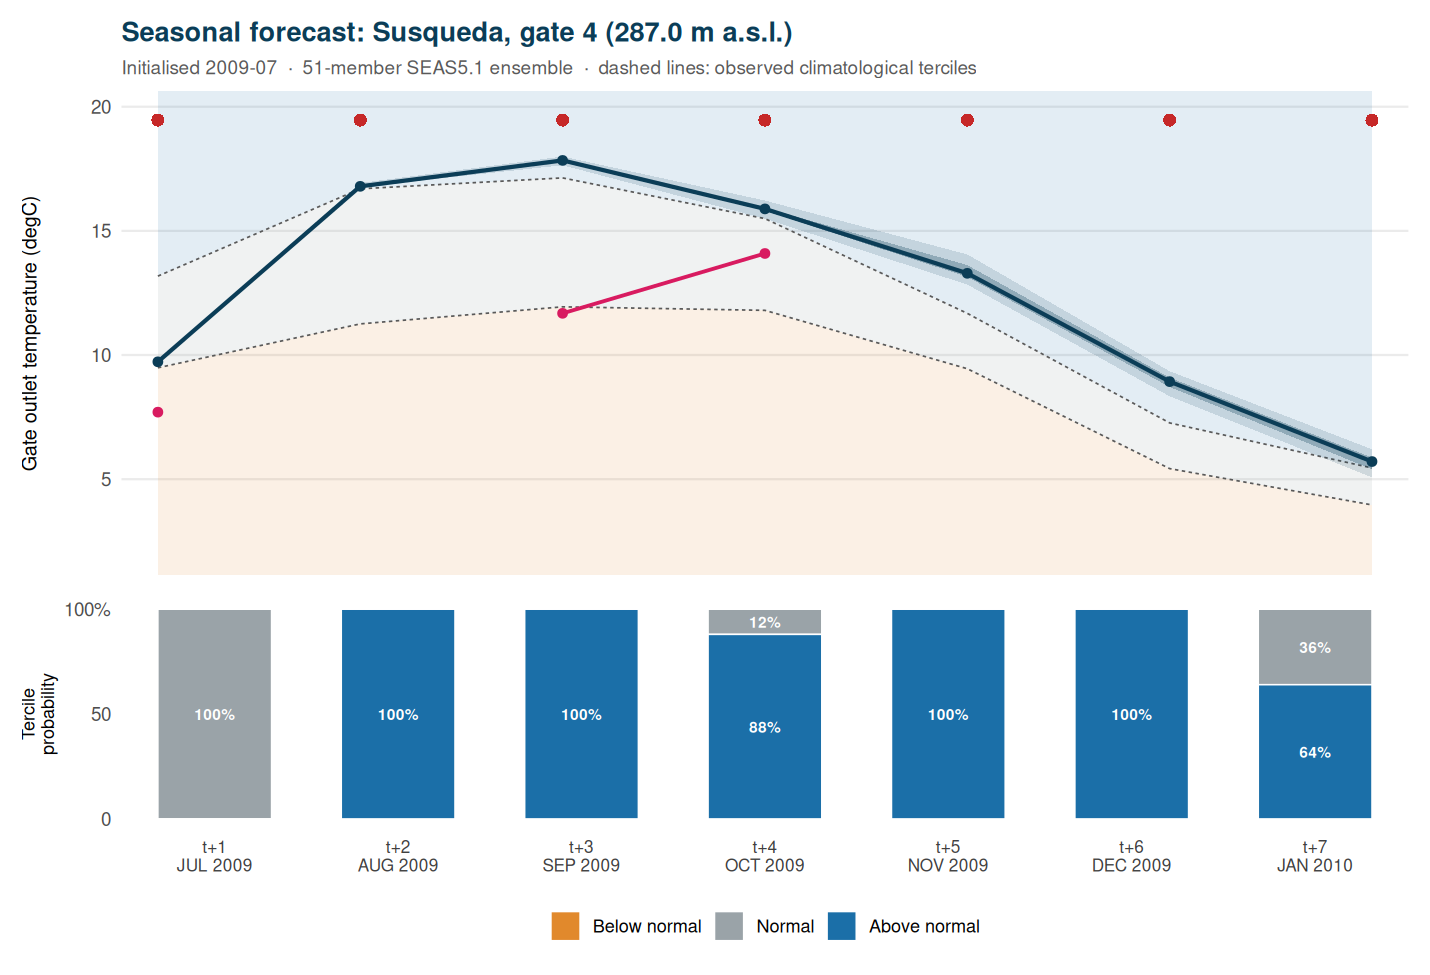 Seasonal forecast: Susqueda, gate 4 (287.0 m a.s.l.)
Initialised 2009-07 · 51-member SEAS5.1 ensemble · dashed lines: observed climatological terciles
Gate outlet temperature (degC)
20
15
10
5
Tercile
probability
100%
50
0
100%
100%
100%
12%
88%
100%
100%
36%
64%
t+1
JUL 2009
t+2
AUG 2009
t+3
SEP 2009
t+4
OCT 2009
t+5
NOV 2009
t+6
DEC 2009
t+7
JAN 2010
Below normal
Normal
Above normal